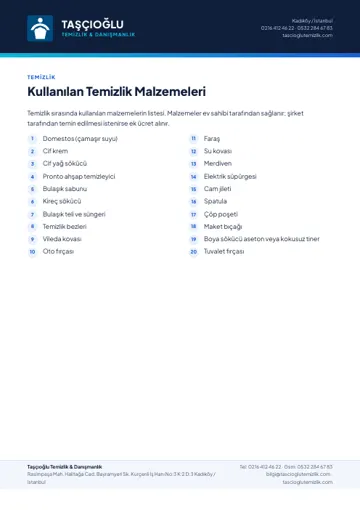 TAŞÇIOĞLU
TEMİZLİK & DANIŞMANLIK
Kadıköy / İstanbul
0216 412 46 22 · 0532 284 67 83
tascioglutemizlik.com
TEMİZLİK
Kullanılan Temizlik Malzemeleri
Temizlik sırasında kullanılan malzemelerin listesi. Malzemeler ev sahibi tarafından sağlanır; şirket
tarafından temin edilmesi istenirse ek ücret alınır.
1 Domestos (çamaşır suyu)
2 Cif krem
3 Cif yağ sökücü
4 Pronto ahşap temizleyici
5 Bulaşık sabunu
6 Kireç sökücü
7 Bulaşık teli ve süngeri
8 Temizlik bezleri
9 Vileda kovası
10 Oto fırçası
11 Faraş
12 Su kovası
13 Merdiven
14 Elektrik süpürgesi
15 Cam jileti
16 Spatula
17 Çöp poşeti
18 Maket bıçağı
19 Boya sökücü aseton veya kokusuz tiner
20 Tuvalet fırçası
Taşçıoğlu Temizlik & Danışmanlık
Rasimpaşa Mah. Halitağa Cad. Bayramyeri Sk. Kurçenli İş Hanı No: 3 K:2 D: 3 Kadıköy /
İstanbul
Tel: 0216 412 46 22 · Gsm: 0532 284 67 83
bilgi@tascioglutemizlik.com ·
tascioglutemizlik.com